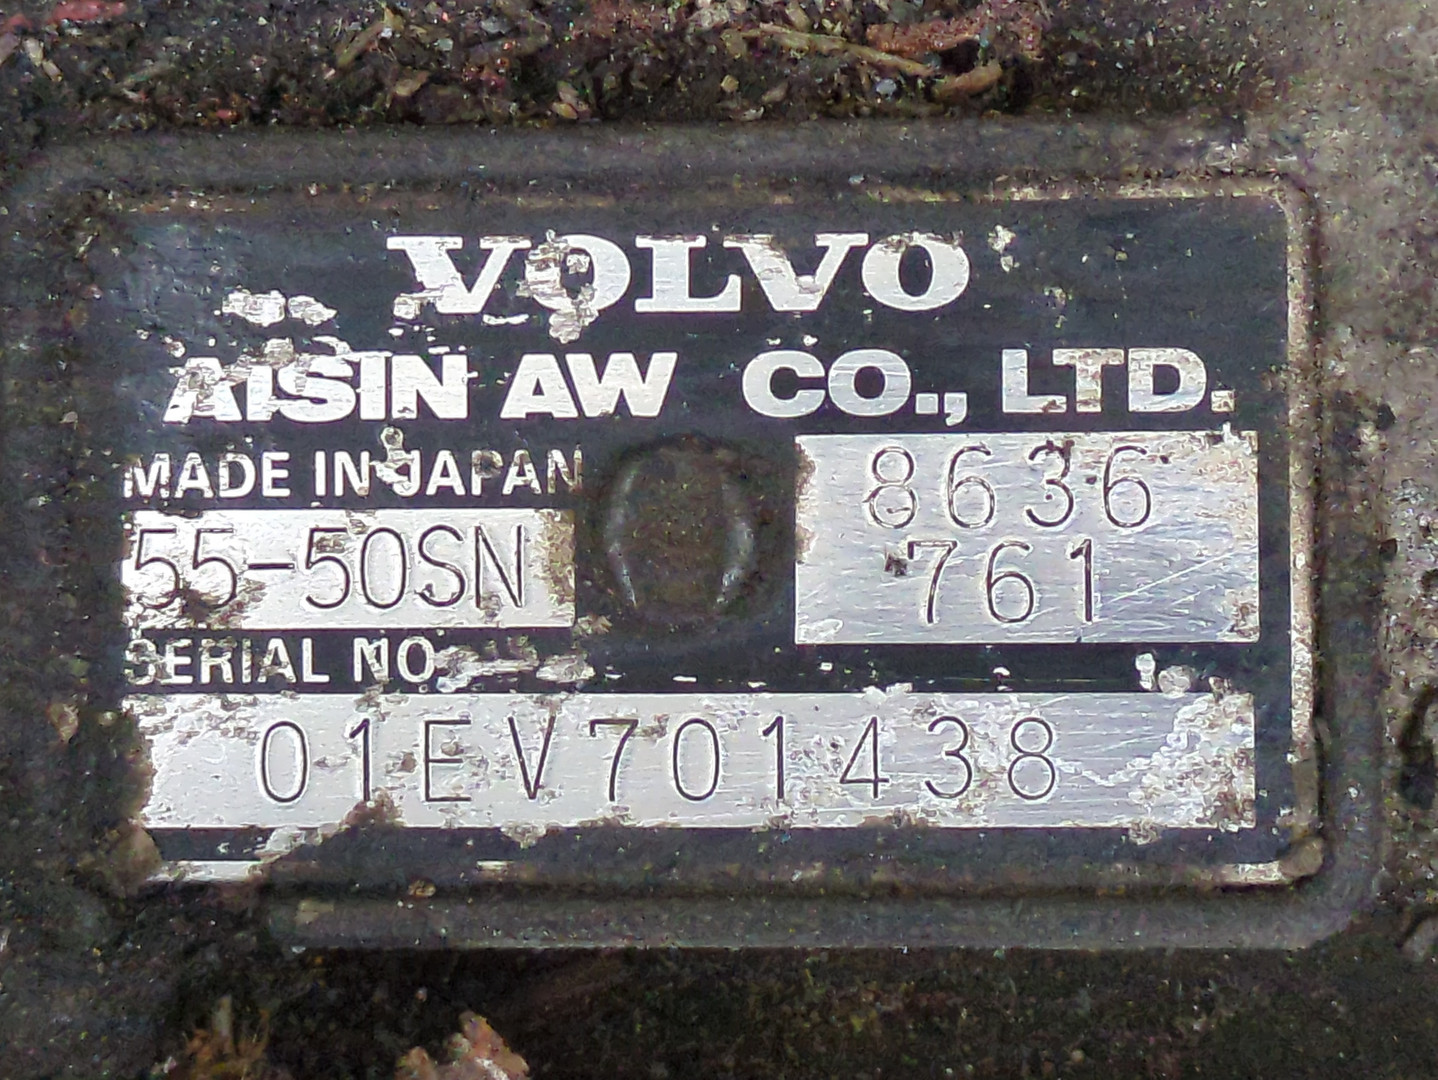 VOLVO
AISIN AW CO., LTD.
MADE IN JAPAN
8636
761
55-50SN
SERIAL NO.
01EV701438